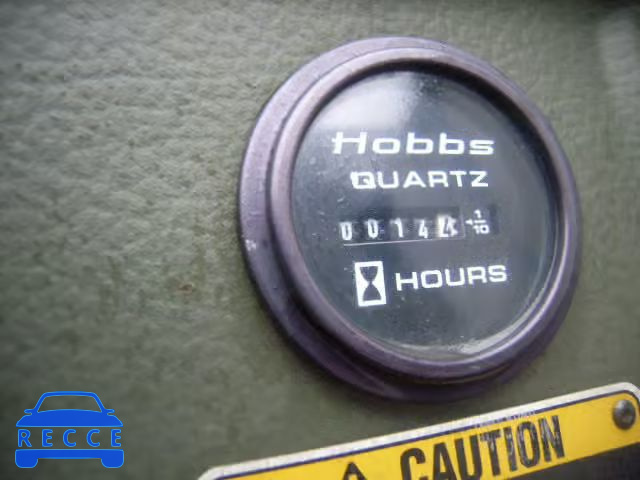 Hobbs
QUARTZ
0014 1/10
HOURS
CAUTION
RECCE